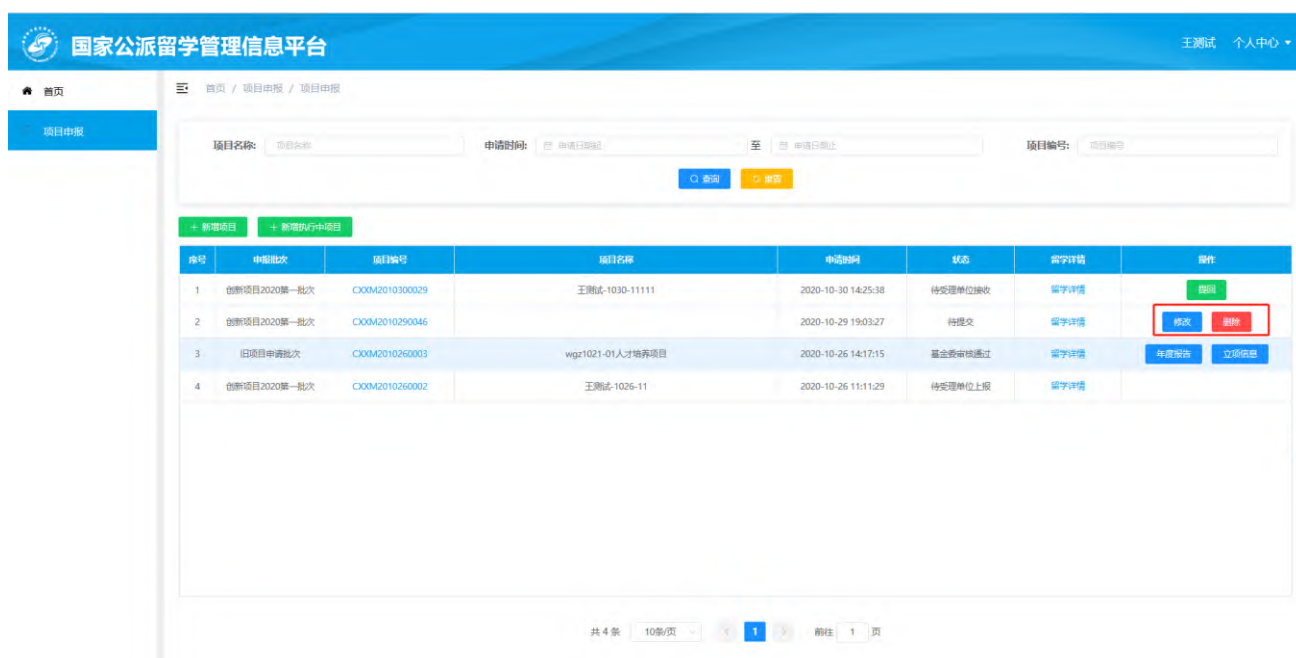 国家公派留学管理信息平台
王测试 个人中心
首页
首页 / 项目申报 / 项目申报
项目申报
项目名称: 项目名称 申请时间: 申请日期起 至 申请日期止 项目编号: 项目编号
查询 重置
+ 新增项目 + 新增执行中项目
序号 申报批次 项目编号 项目名称 申请时间 状态 留学详情 操作
1 创新项目2020第一批次 CXXM2010300029 王测试-1030-11111 2020-10-30 14:25:38 待受理单位接收 留学详情 撤回
2 创新项目2020第一批次 CXXM2010290046 2020-10-29 19:03:27 待提交 留学详情 修改 删除
3 旧项目申请批次 CXXM2010260003 wgz1021-01人才培养项目 2020-10-26 14:17:15 基金委审核通过 留学详情 年度报告 立项信息
4 创新项目2020第一批次 CXXM2010260002 王测试-1026-11 2020-10-26 11:11:29 待受理单位上报 留学详情
共 4 条 10条/页 < 1 > 前往 1 页